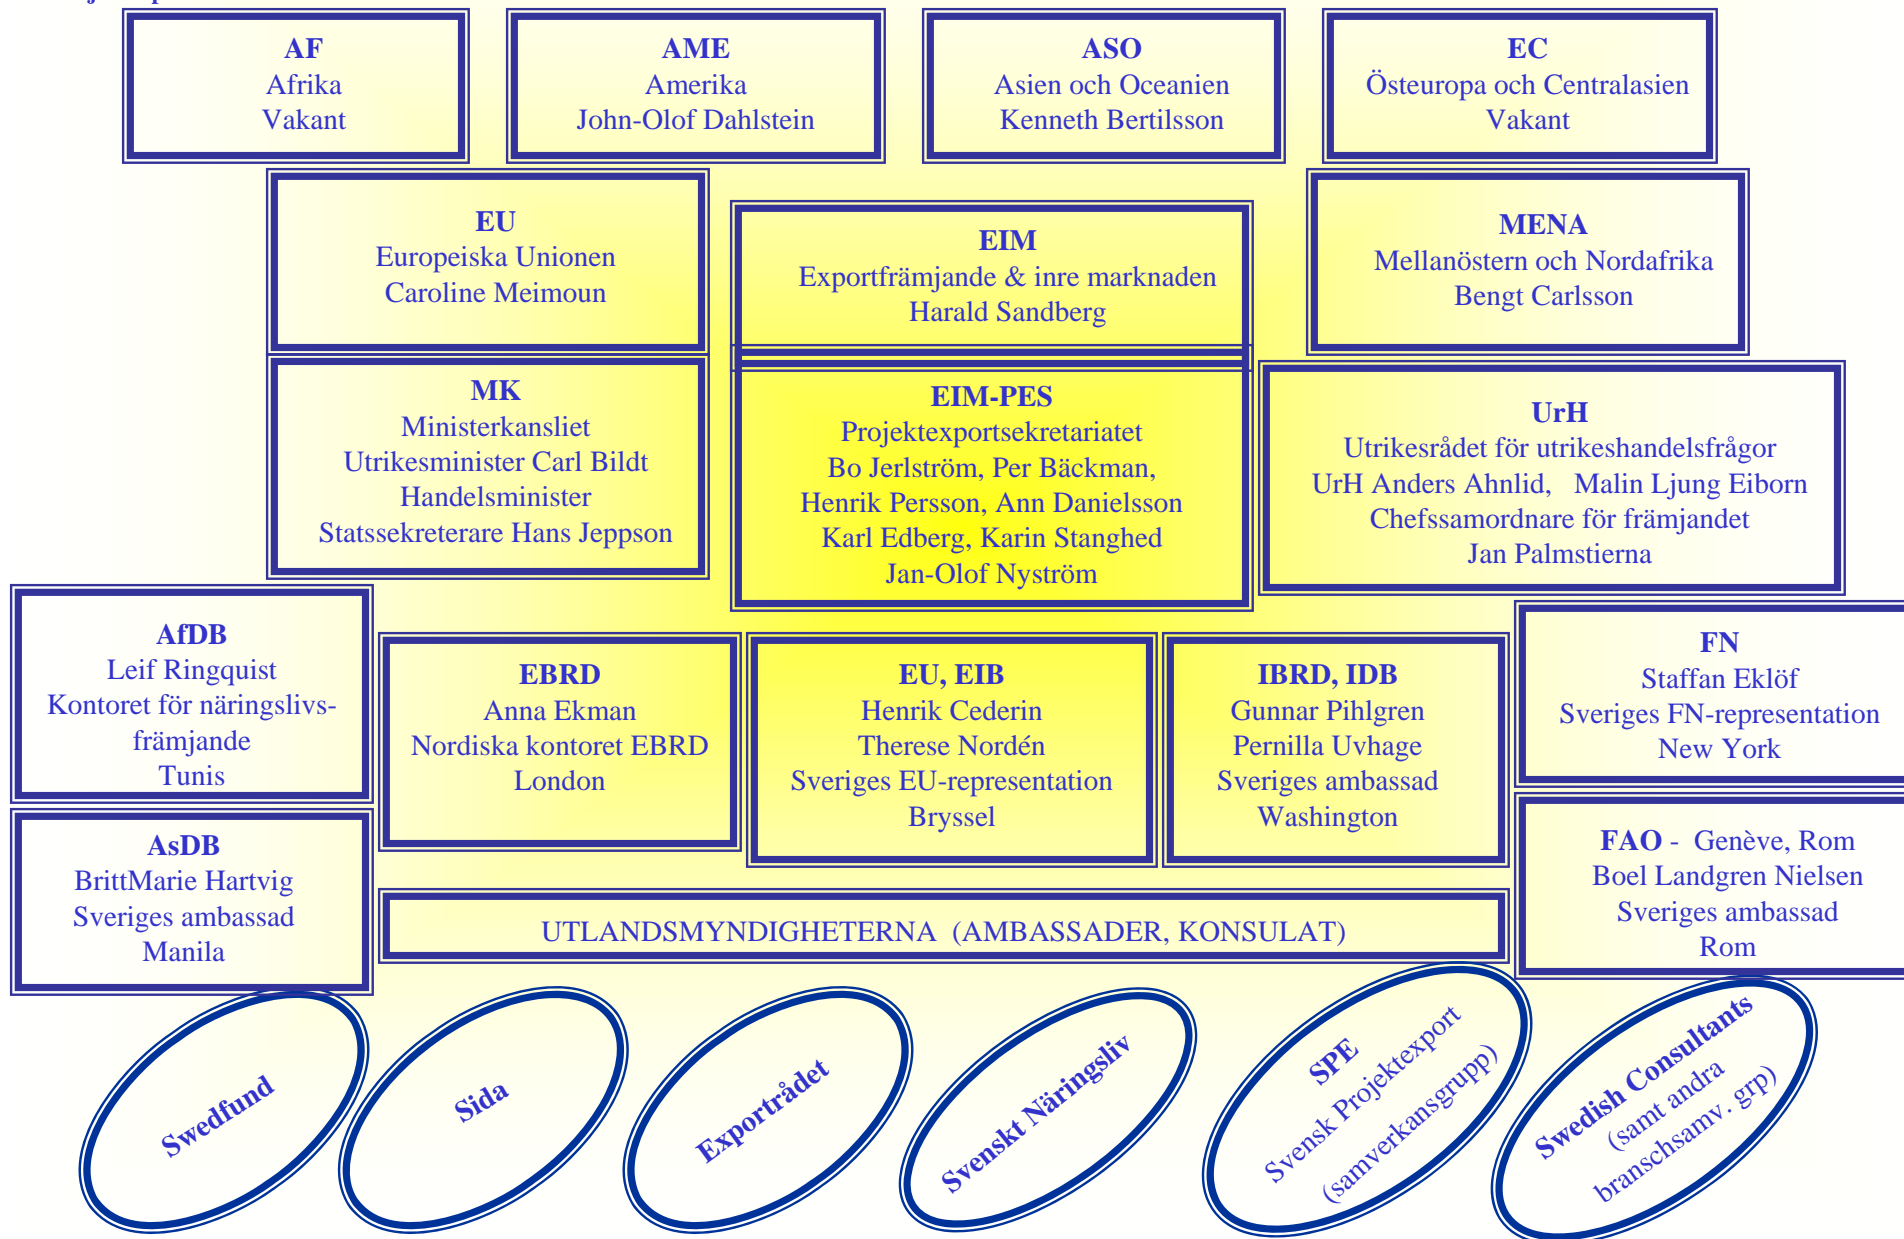 AF
Afrika
Vakant
AME
Amerika
John-Olof Dahlstein
ASO
Asien och Oceanien
Kenneth Bertilsson
EC
Östeuropa och Centralasien
Vakant
EU
Europeiska Unionen
Caroline Meimoun
EIM
Exportfrämjande & inre marknaden
Harald Sandberg
MENA
Mellanöstern och Nordafrika
Bengt Carlsson
MK
Ministerkansliet
Utrikesminister Carl Bildt
Handelsminister
Statssekreterare Hans Jeppson
EIM-PES
Projektexportsekretariatet
Bo Jerlström, Per Bäckman,
Henrik Persson, Ann Danielsson
Karl Edberg, Karin Stanghed
Jan-Olof Nyström
UrH
Utrikesrådet för utrikeshandelsfrågor
UrH Anders Ahnlid, Malin Ljung Eiborn
Chefssamordnare för främjandet
Jan Palmstierna
AfDB
Leif Ringquist
Kontoret för näringslivs-
främjande
Tunis
EBRD
Anna Ekman
Nordiska kontoret EBRD
London
EU, EIB
Henrik Cederin
Therese Nordén
Sveriges EU-representation
Bryssel
IBRD, IDB
Gunnar Pihlgren
Pernilla Uvhage
Sveriges ambassad
Washington
FN
Staffan Eklöf
Sveriges FN-representation
New York
AsDB
BrittMarie Hartvig
Sveriges ambassad
Manila
FAO - Genève, Rom
Boel Landgren Nielsen
Sveriges ambassad
Rom
UTLANDSMYNDIGHETERNA (AMBASSADER, KONSULAT)
Swedfund
Sida
Exportrådet
Svenskt Näringsliv
SPE
Svensk Projektexport
(samverkansgrupp)
Swedish Consultants
(samt andra
branschsamv. grp)